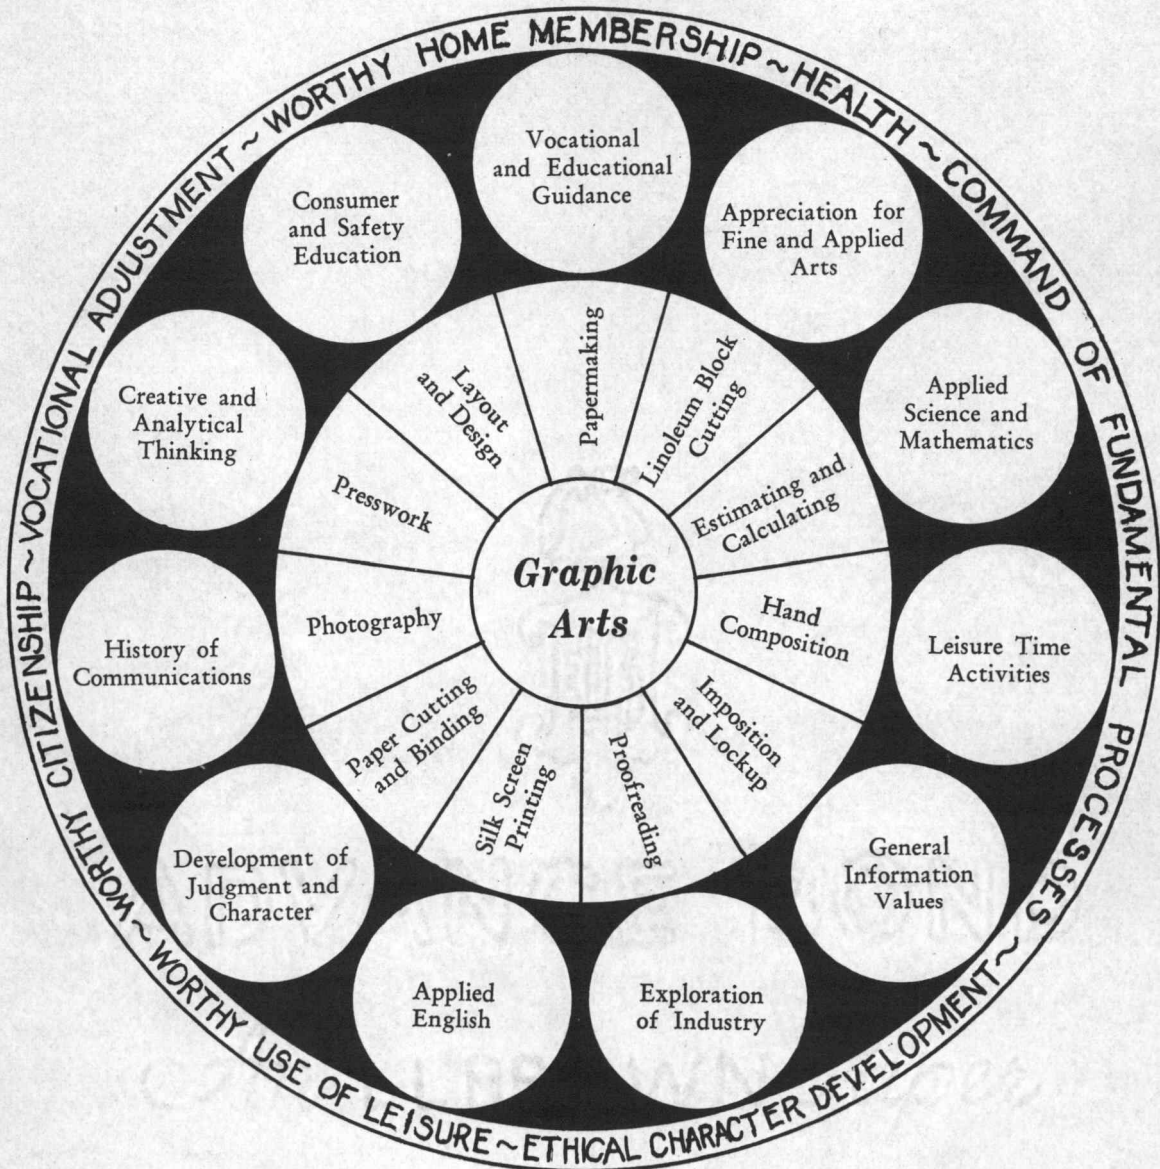 WORTHY HOME MEMBERSHIP ~ HEALTH ~ COMMAND OF FUNDAMENTAL PROCESSES ~ ETHICAL CHARACTER DEVELOPMENT ~ WORTHY USE OF LEISURE ~ WORTHY CITIZENSHIP ~ VOCATIONAL ADJUSTMENT ~
Vocational
and Educational
Guidance
Appreciation for
Fine and Applied
Arts
Applied
Science and
Mathematics
Leisure Time
Activities
General
Information
Values
Exploration
of Industry
Applied
English
Development of
Judgment and
Character
History of
Communications
Creative and
Analytical
Thinking
Consumer
and Safety
Education
Papermaking
Linoleum Block
Cutting
Estimating and
Calculating
Hand
Composition
Imposition
and Lockup
Proofreading
Silk Screen
Printing
Paper Cutting
and Binding
Photography
Presswork
Layout
and Design
Graphic
Arts